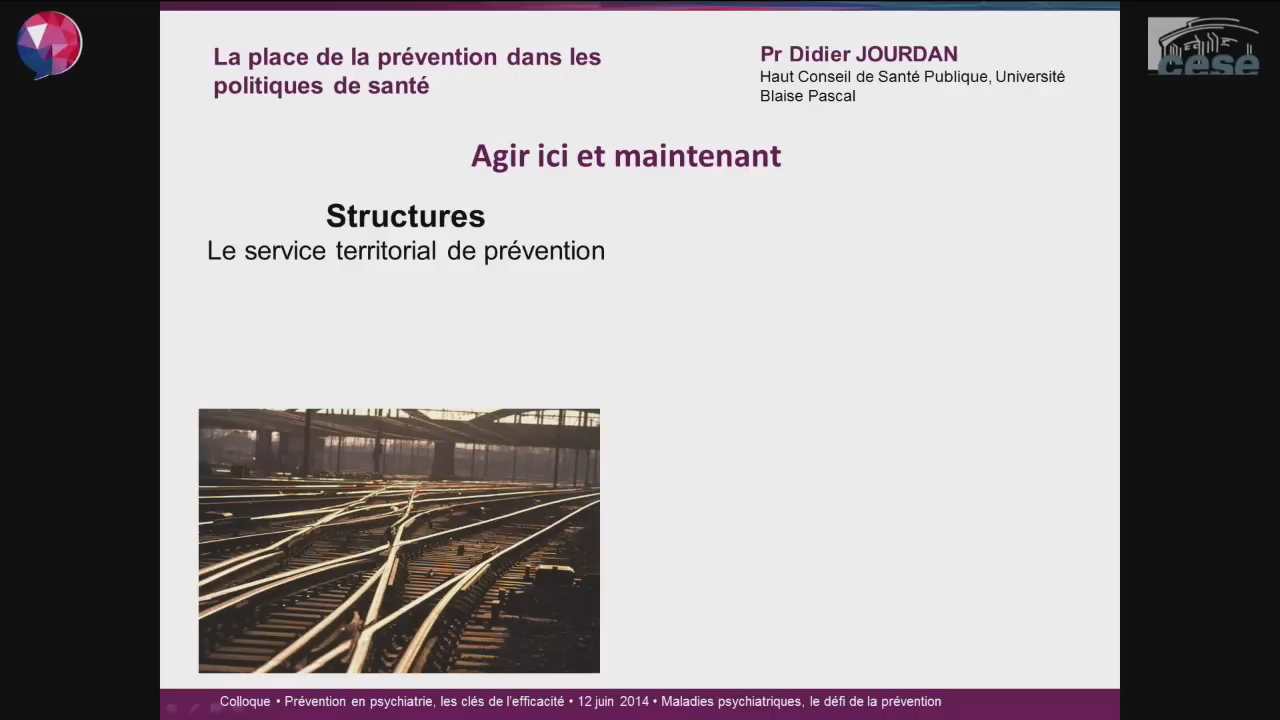 La place de la prévention dans les
politiques de santé
Pr Didier JOURDAN
Haut Conseil de Santé Publique, Université
Blaise Pascal
cese
Agir ici et maintenant
Structures
Le service territorial de prévention
Colloque • Prévention en psychiatrie, les clés de l'efficacité • 12 juin 2014 • Maladies psychiatriques, le défi de la prévention